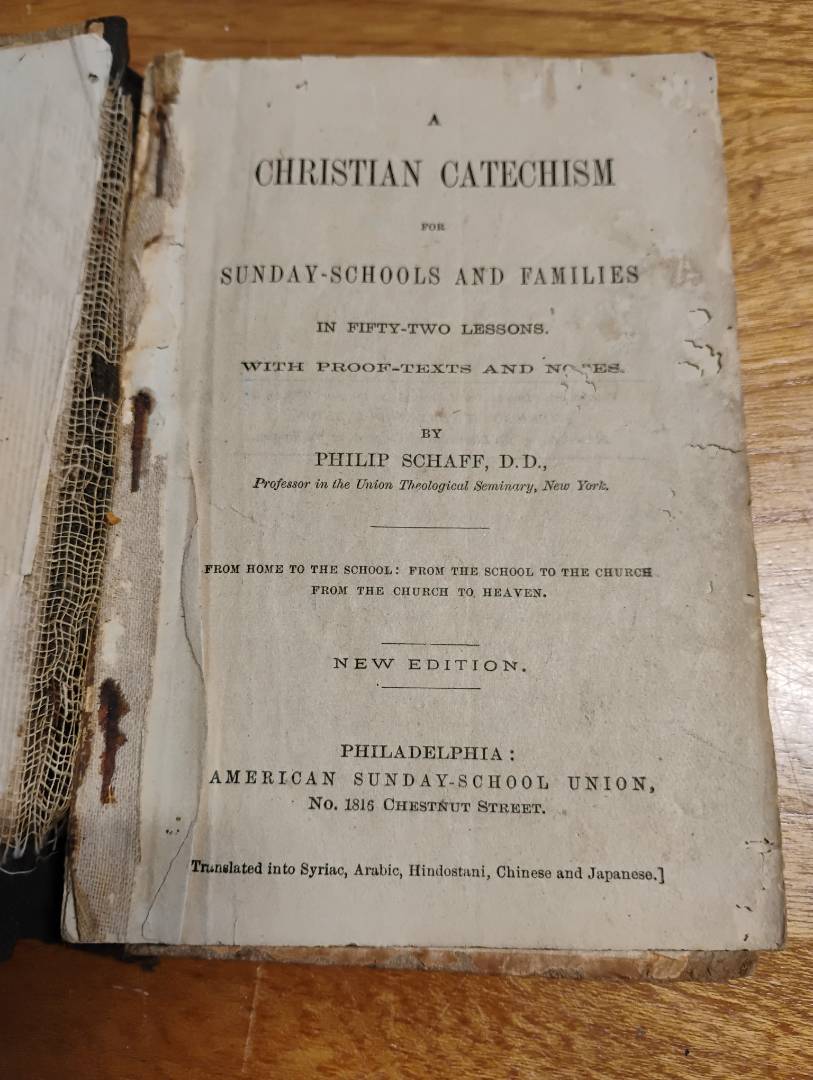 A
CHRISTIAN CATECHISM
FOR
SUNDAY-SCHOOLS AND FAMILIES
IN FIFTY-TWO LESSONS.
WITH PROOF-TEXTS AND NOTES.
BY
PHILIP SCHAFF, D.D.,
Professor in the Union Theological Seminary, New York.
FROM HOME TO THE SCHOOL: FROM THE SCHOOL TO THE CHURCH
FROM THE CHURCH TO HEAVEN.
NEW EDITION.
PHILADELPHIA:
AMERICAN SUNDAY-SCHOOL UNION,
No. 1816 CHESTNUT STREET.
Translated into Syriac, Arabic, Hindostani, Chinese and Japanese.]